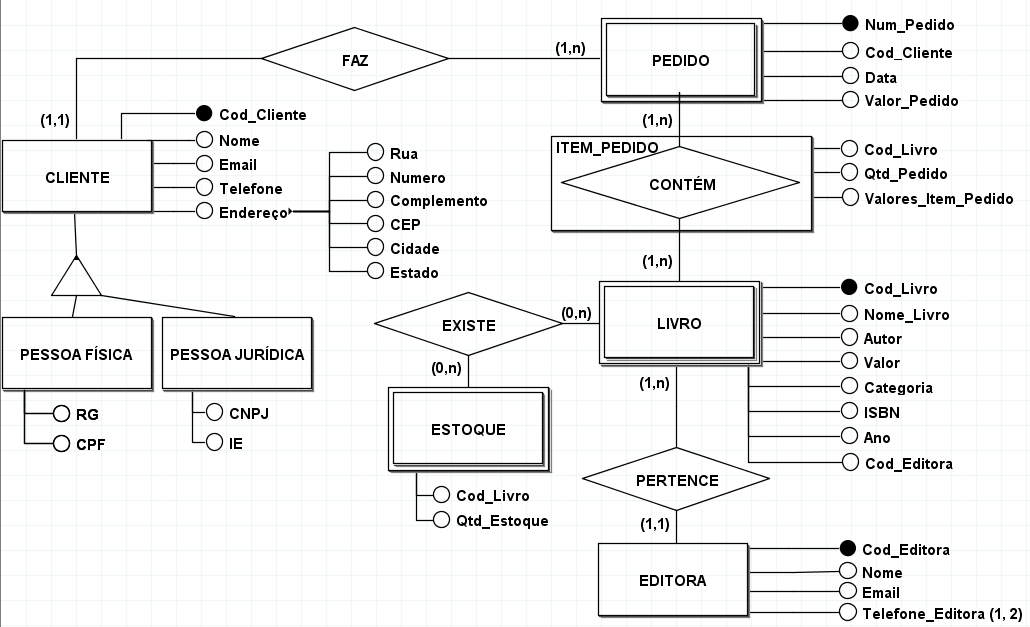 FAZ
(1,n)
PEDIDO
Num_Pedido
Cod_Cliente
Data
Valor_Pedido
(1,1)
CLIENTE
Cod_Cliente
Nome
Email
Telefone
Endereço
Rua
Numero
Complemento
CEP
Cidade
Estado
(1,n)
ITEM_PEDIDO
CONTÉM
Cod_Livro
Qtd_Pedido
Valores_Item_Pedido
(1,n)
PESSOA FÍSICA
RG
CPF
PESSOA JURÍDICA
CNPJ
IE
EXISTE
(0,n)
LIVRO
Cod_Livro
Nome_Livro
Autor
Valor
Categoria
ISBN
Ano
Cod_Editora
(0,n)
ESTOQUE
Cod_Livro
Qtd_Estoque
(1,n)
PERTENCE
(1,1)
EDITORA
Cod_Editora
Nome
Email
Telefone_Editora (1, 2)